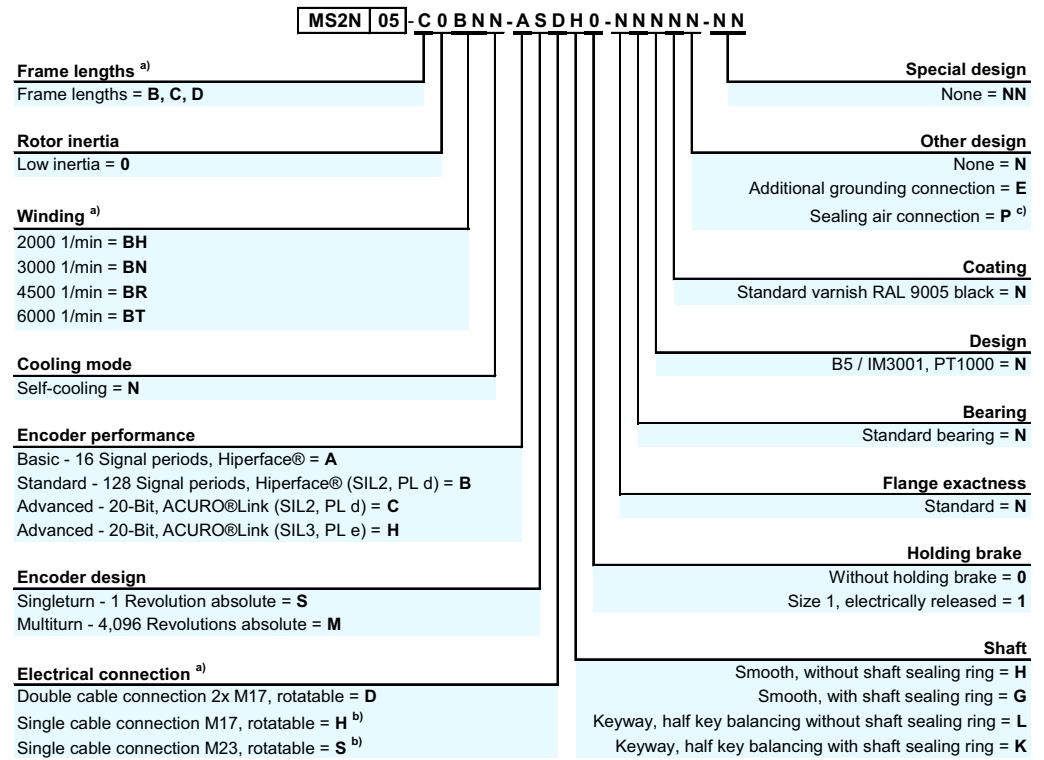 MS2N 05 - C 0 B N N - A S D H 0 - N N N N N - N N
Frame lengths a)
Frame lengths = B, C, D
Rotor inertia
Low inertia = 0
Winding a)
2000 1/min = BH
3000 1/min = BN
4500 1/min = BR
6000 1/min = BT
Cooling mode
Self-cooling = N
Encoder performance
Basic - 16 Signal periods, Hiperface® = A
Standard - 128 Signal periods, Hiperface® (SIL2, PL d) = B
Advanced - 20-Bit, ACURO®Link (SIL2, PL d) = C
Advanced - 20-Bit, ACURO®Link (SIL3, PL e) = H
Encoder design
Singleturn - 1 Revolution absolute = S
Multiturn - 4,096 Revolutions absolute = M
Electrical connection a)
Double cable connection 2x M17, rotatable = D
Single cable connection M17, rotatable = H b)
Single cable connection M23, rotatable = S b)
Special design
None = NN
Other design
None = N
Additional grounding connection = E
Sealing air connection = P c)
Coating
Standard varnish RAL 9005 black = N
Design
B5 / IM3001, PT1000 = N
Bearing
Standard bearing = N
Flange exactness
Standard = N
Holding brake
Without holding brake = 0
Size 1, electrically released = 1
Shaft
Smooth, without shaft sealing ring = H
Smooth, with shaft sealing ring = G
Keyway, half key balancing without shaft sealing ring = L
Keyway, half key balancing with shaft sealing ring = K